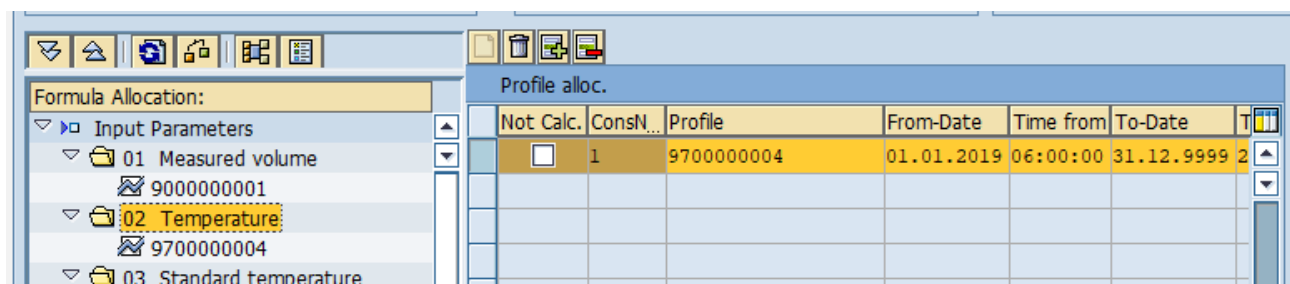 Formula Allocation:
Input Parameters
01 Measured volume
9000000001
02 Temperature
9700000004
03 Standard temperature
Profile alloc.
Not Calc. ConsN... Profile From-Date Time from To-Date T
1 9700000004 01.01.2019 06:00:00 31.12.9999 2